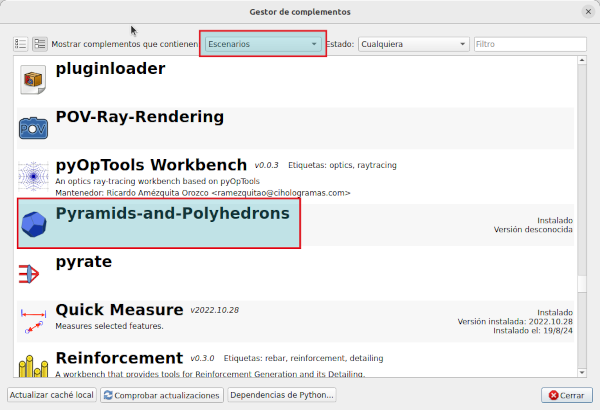 Gestor de complementos
Mostrar complementos que contienen Escenarios Estado: Cualquiera Filtro
pluginloader
POV POV-Ray-Rendering
pyOpTools Workbench v0.0.3 Etiquetas: optics, raytracing
An optics ray-tracing workbench based on pyOpTools
Mantenedor: Ricardo Amézquita Orozco <ramezquitao@cihologramas.com>
Pyramids-and-Polyhedrons
Instalado
Versión desconocida
pyrate
Quick Measure v2022.10.28
Measures selected features.
Instalado
Versión instalada: 2022.10.28
Instalado el: 19/8/24
Reinforcement v0.3.0 Etiquetas: rebar, reinforcement, detailing
A workbench that provides tools for Reinforcement Generation and its Detailing.
Actualizar caché local Comprobar actualizaciones Dependencias de Python... Cerrar